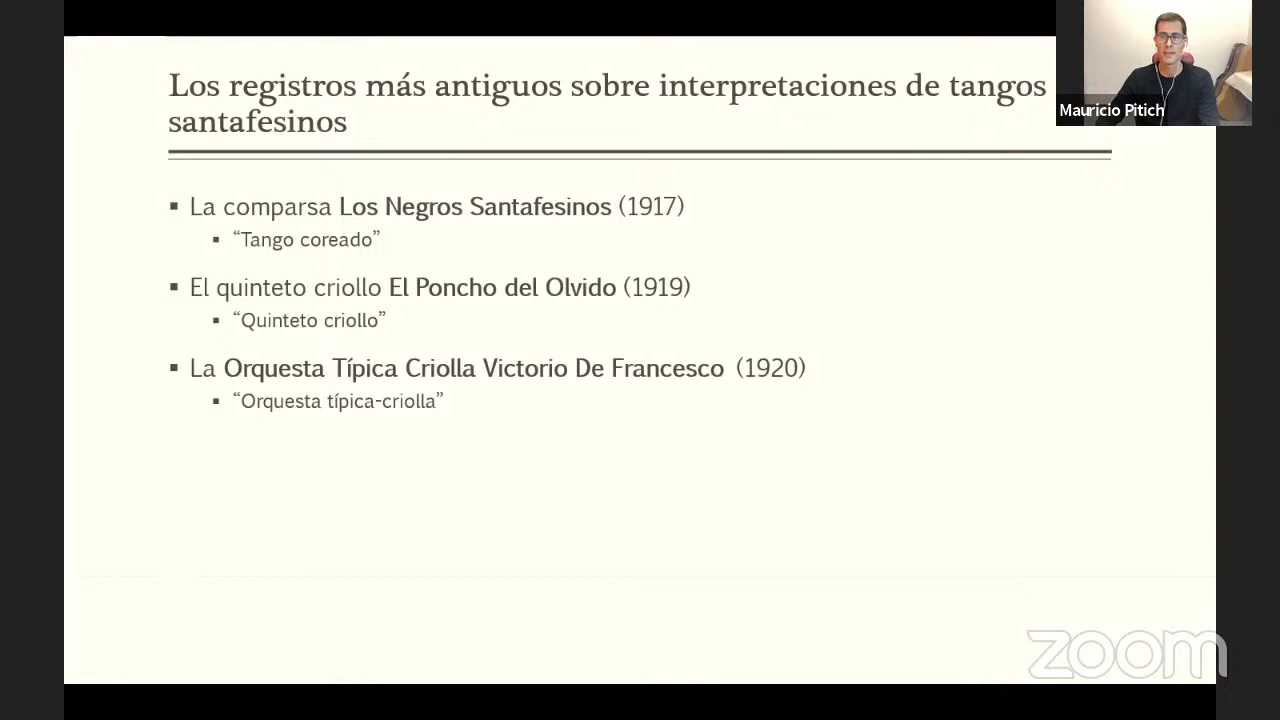 Los registros más antiguos sobre interpretaciones de tangos
santafesinos
▪ La comparsa Los Negros Santafesinos (1917)
▪ “Tango coreado”
▪ El quinteto criollo El Poncho del Olvido (1919)
▪ “Quinteto criollo”
▪ La Orquesta Típica Criolla Victorio De Francesco (1920)
▪ “Orquesta típica-criolla”
Mauricio Pitich
zoom